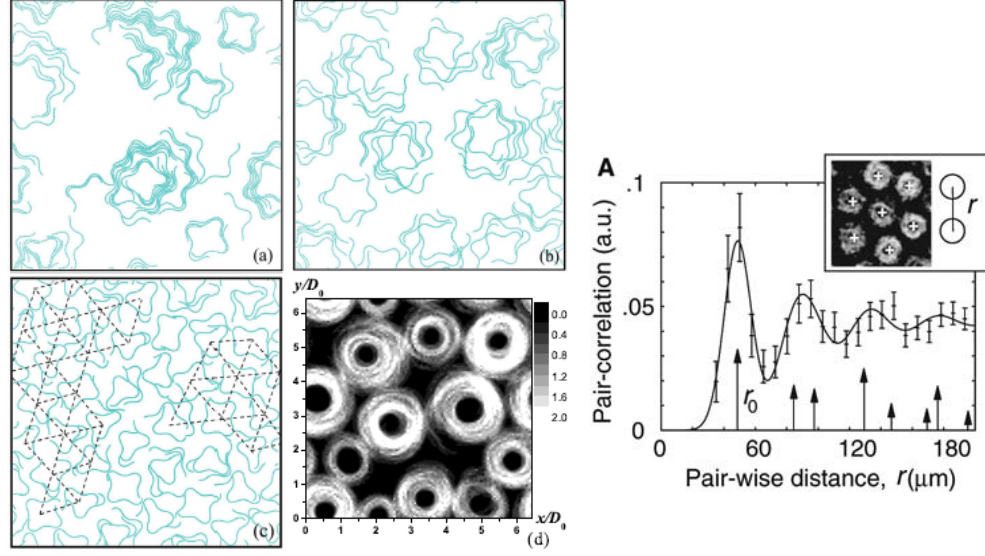 (a)
(b)
(c)
y/D₀
6
5
4
3
2
1
0
0 1 2 3 4 5 6
x/D₀
(d)
0.0
0.4
0.8
1.2
1.6
2.0
A
Pair-correlation (a.u.)
.1
.05
0
r
r₀
0 60 120 180
Pair-wise distance, r(μm)